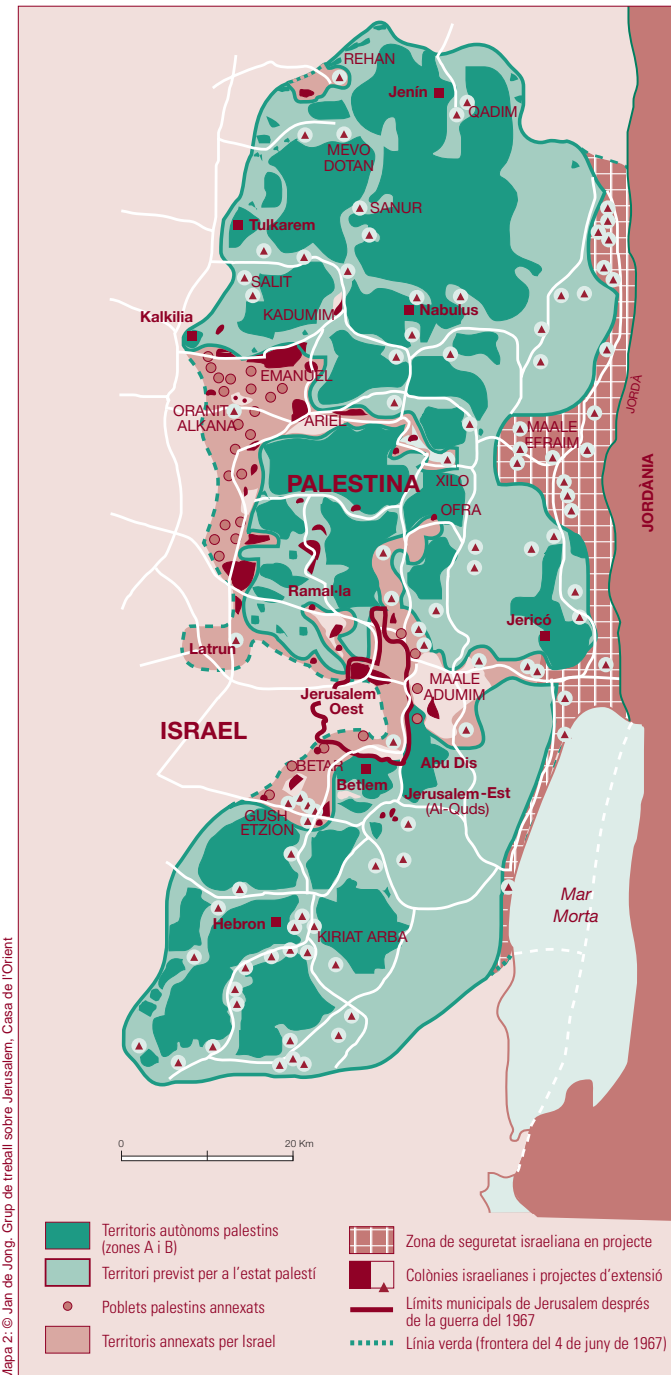 REHAN
Jenín
QADIM
MEVO
DOTAN
SANUR
Tulkarem
SALIT
KADUMIM
Nabulus
Kalkilia
EMANUEL
ORANIT
ALKANA
ARIEL
MAALE
EFRAIM
JORDÀ
JORDÀNIA
PALESTINA
XILO
OFRA
Ramal·la
Jericó
Latrun
MAALE
ADUMIM
Jerusalem
Oest
ISRAEL
BETAR
Betlem
Abu Dis
Jerusalem-Est
(Al-Quds)
GUSH
ETZION
Mar
Morta
Hebron
KIRIAT ARBA
0
20 Km
Territoris autònoms palestins
(zones A i B)
Territori previst per a l'estat palestí
Poblets palestins annexats
Territoris annexats per Israel
Zona de seguretat israeliana en projecte
Colònies israelianes i projectes d'extensió
Límits municipals de Jerusalem després
de la guerra del 1967
Línia verda (frontera del 4 de juny de 1967)
Mapa 2: © Jan de Jong. Grup de treball sobre Jerusalem, Casa de l'Orient